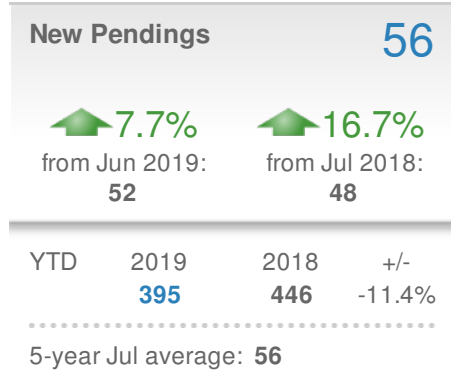 New Pendings 56
7.7% 16.7%
from Jun 2019: from Jul 2018:
52 48
YTD 2019 2018 +/-
395 446 -11.4%
5-year Jul average: 56